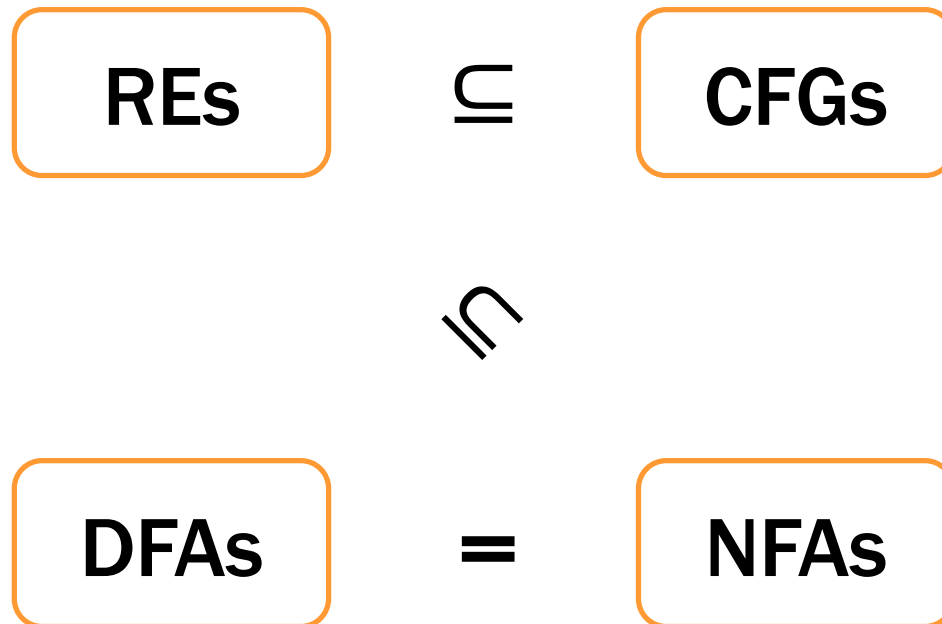 REs ⊆ CFGs
⊆
DFAs = NFAs